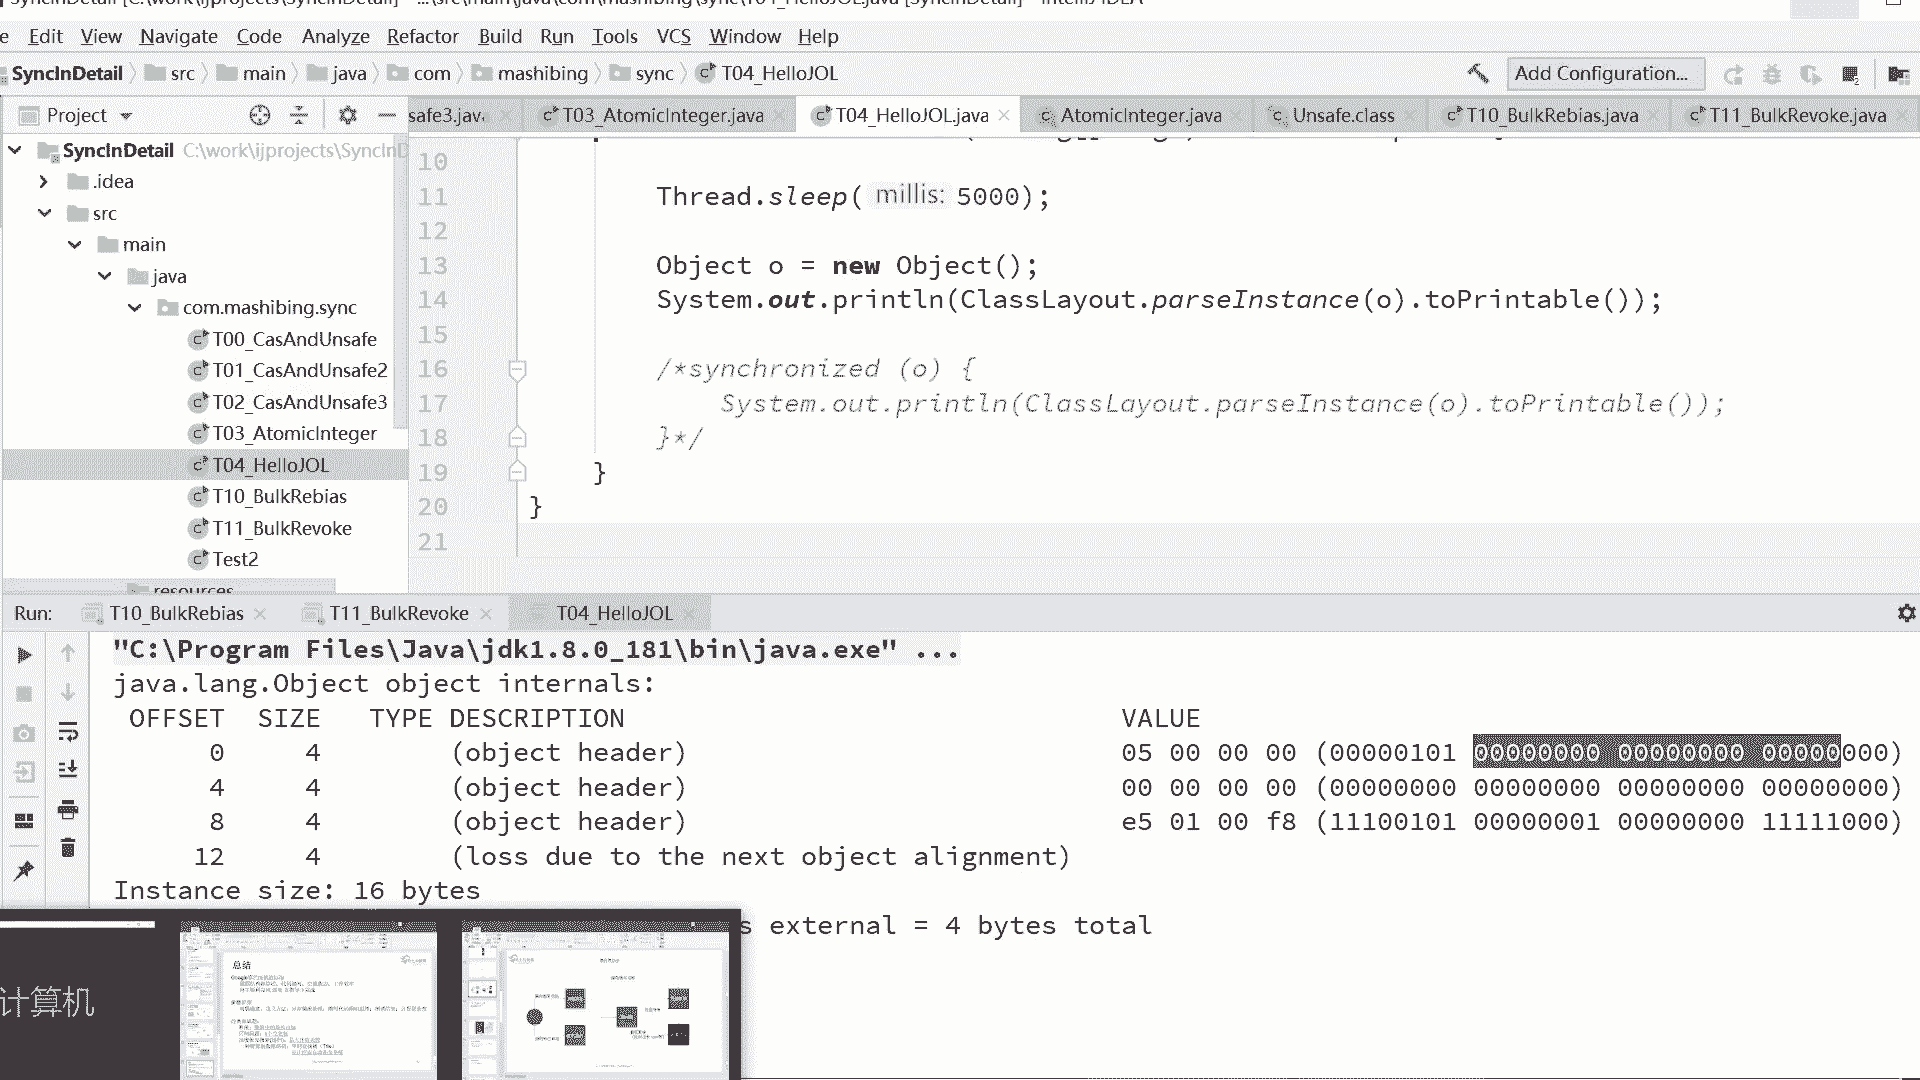 Edit View Navigate Code Analyze Refactor Build Run Tools VCS Window Help
SyncInDetail src main java com mashibing sync T04_HelloJOL
Add Configuration...
Project
safe3.java T03_AtomicInteger.java T04_HelloJOL.java AtomicInteger.java Unsafe.class T10_BulkRebias.java T11_BulkRevoke.java
SyncInDetail C:\work\ijprojects\SyncInD
.idea
src
main
java
com.mashibing.sync
T00_CasAndUnsafe
T01_CasAndUnsafe2
T02_CasAndUnsafe3
T03_AtomicInteger
T04_HelloJOL
T10_BulkRebias
T11_BulkRevoke
Test2
resources
10
11 Thread.sleep( millis: 5000);
12
13 Object o = new Object();
14 System.out.println(ClassLayout.parseInstance(o).toPrintable());
15
16 /*synchronized (o) {
17 System.out.println(ClassLayout.parseInstance(o).toPrintable());
18 }*/
19 }
20 }
21
Run: T10_BulkRebias T11_BulkRevoke T04_HelloJOL
"C:\Program Files\Java\jdk1.8.0_181\bin\java.exe" ...
java.lang.Object object internals:
OFFSET SIZE TYPE DESCRIPTION VALUE
0 4 (object header) 05 00 00 00 (00000101 00000000 00000000 00000000)
4 4 (object header) 00 00 00 00 (00000000 00000000 00000000 00000000)
8 4 (object header) e5 01 00 f8 (11100101 00000001 00000000 11111000)
12 4 (loss due to the next object alignment)
Instance size: 16 bytes
s external = 4 bytes total
计算机
总结